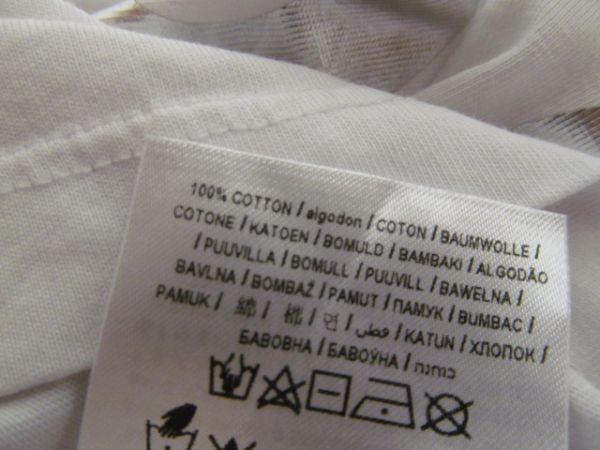 100% COTTON / algodon / COTON / BAUMWOLLE /
COTONE / KATOEN / BOMULD / BAMBAKI / ALGODÃO
/ PUUVILLA / BOMULL / PUUVILL / BAWEŁNA /
BAVLNA / BOMBAŽ / PAMUT / ПАМУК / BUMBAC /
PAMUK / 綿 / 棉 / 면 / قطن / KATUN / ХЛОПОК /
БАВОВНА / БАВОЎНА / כותנה